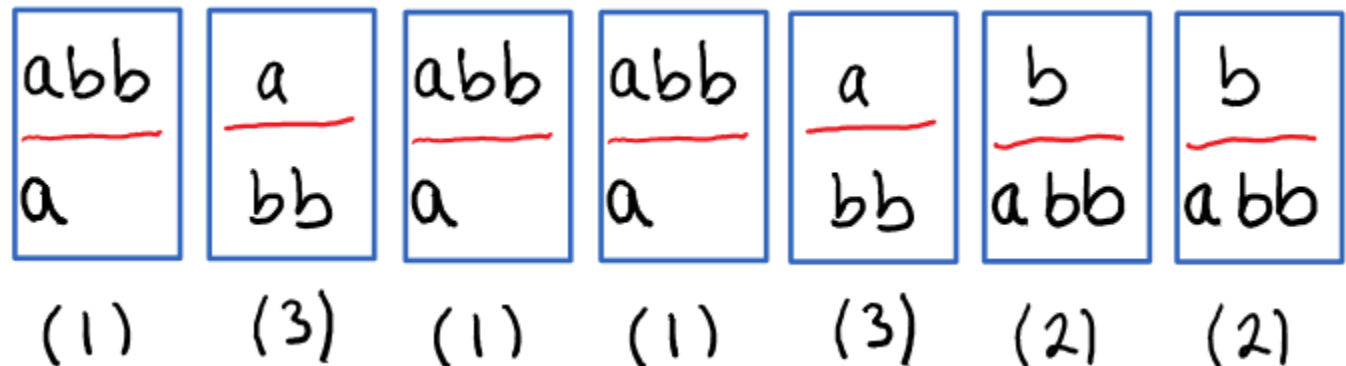 abb a abb abb a b b
a bb a a bb abb abb
(1) (3) (1) (1) (3) (2) (2)